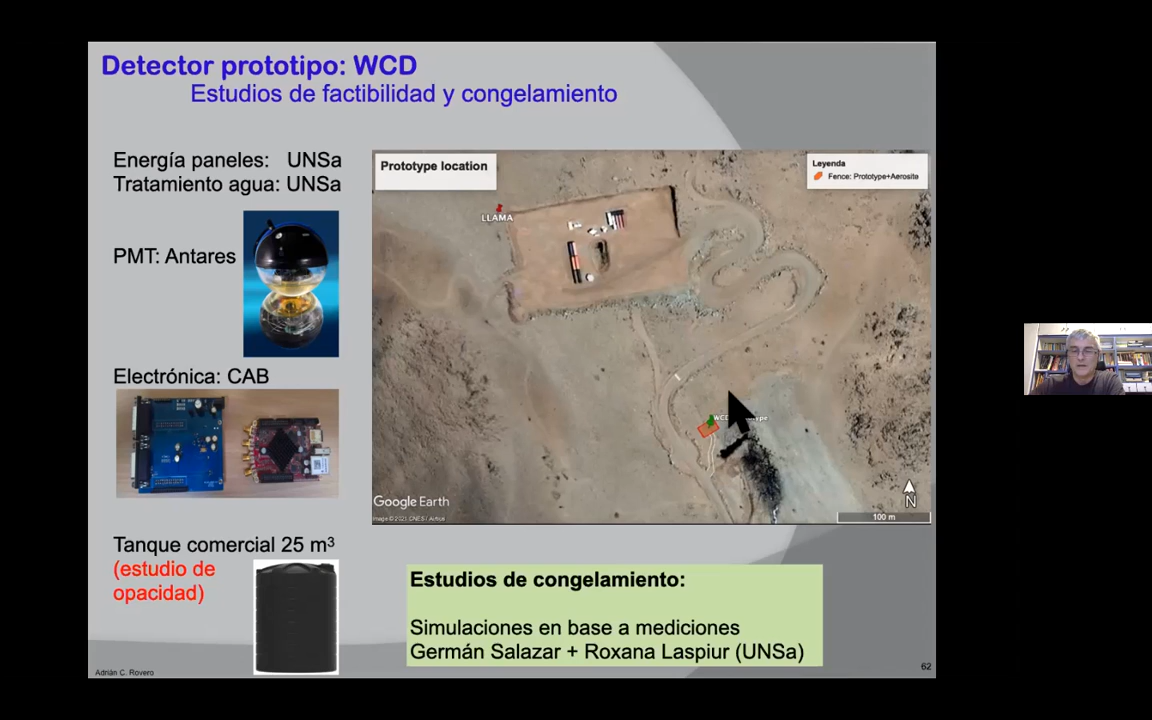 Detector prototipo: WCD
Estudios de factibilidad y congelamiento
Energía paneles: UNSa
Tratamiento agua: UNSa
PMT: Antares
Electrónica: CAB
Tanque comercial 25 m³
(estudio de
opacidad)
Prototype location
Leyenda
Fence: Prototype+Aerosite
LLAMA
Google Earth
N
100 m
Estudios de congelamiento:
Simulaciones en base a mediciones
Germán Salazar + Roxana Laspiur (UNSa)
Adrián C. Rovero
62